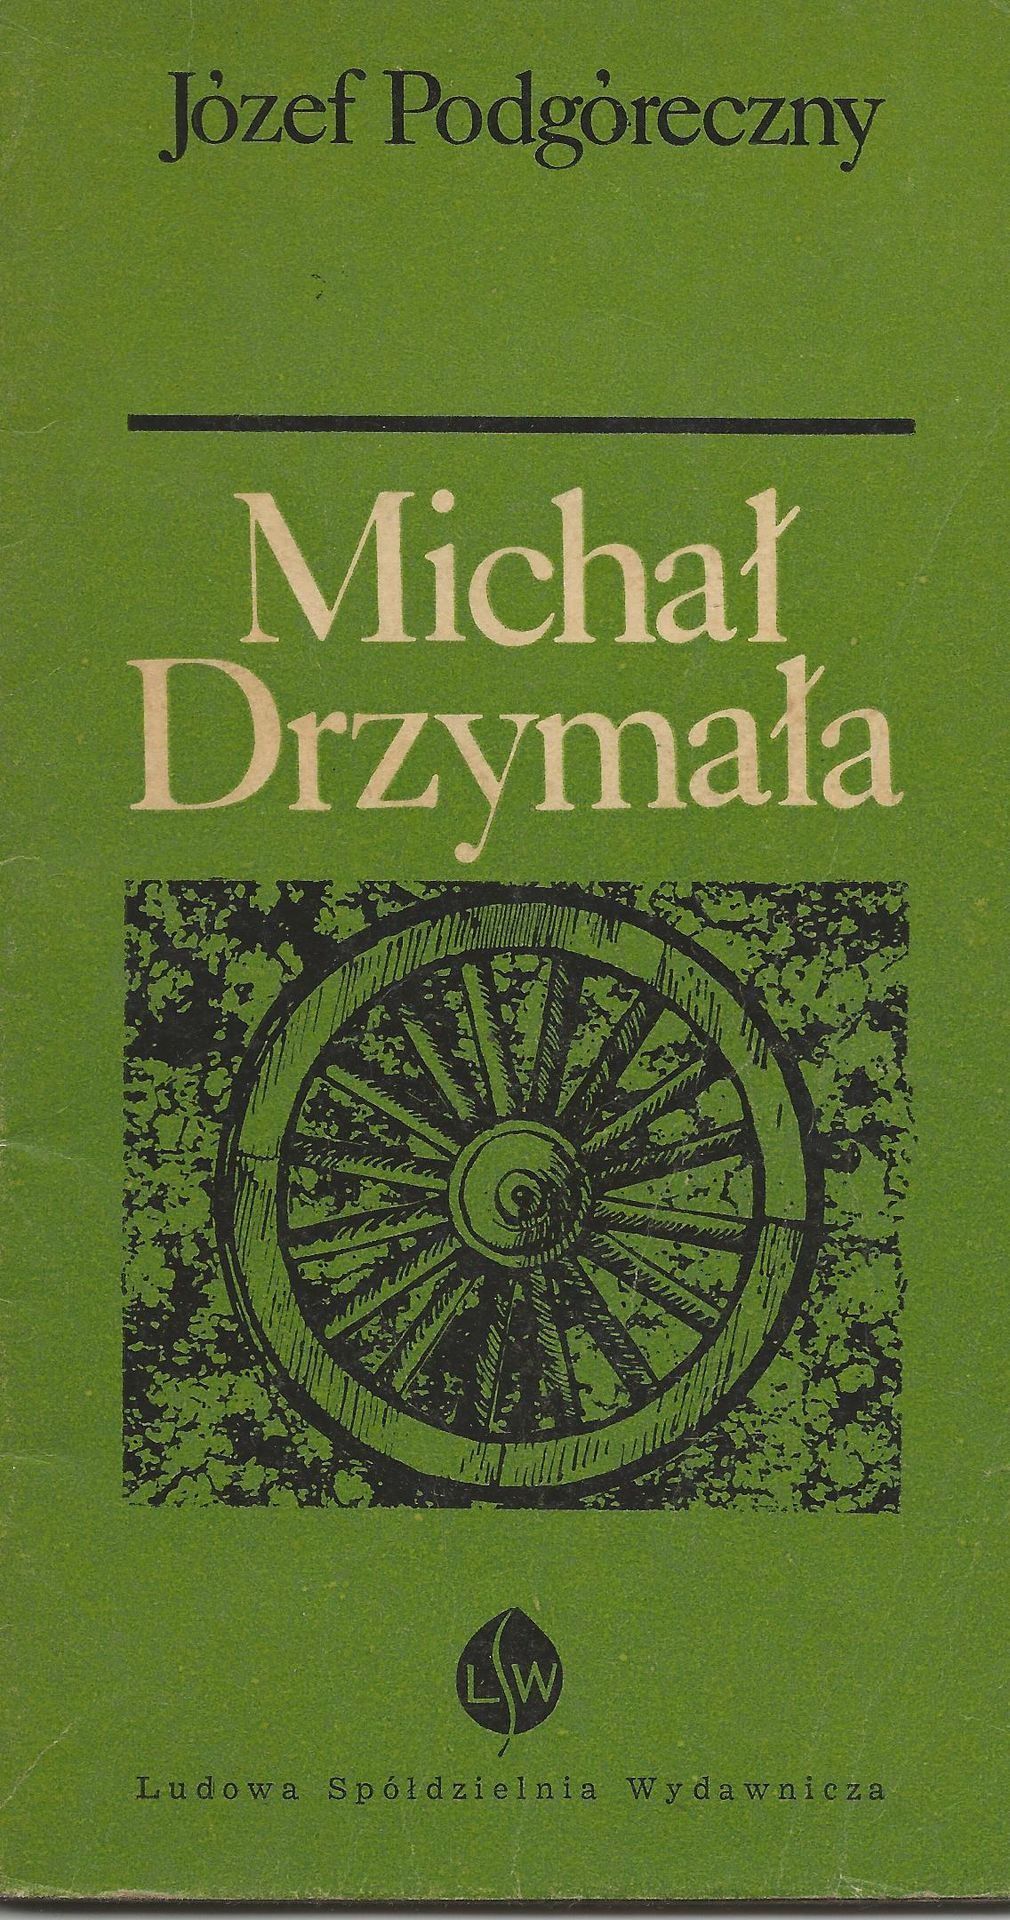 Józef Podgóreczny
Michał
Drzymała
LSW
Ludowa Spółdzielnia Wydawnicza